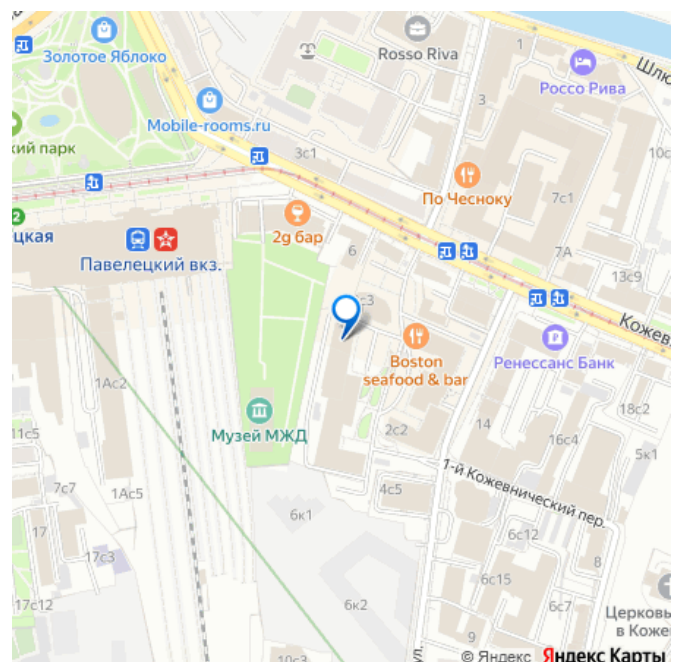 Золотое Яблоко
Rosso Riva
1
Шлю
Россо Рива
Mobile-rooms.ru
3
кий парк
3с1
10с
По Чесноку
7с1
2
цкая
2g бар
6
7А
Павелецкий вкз.
13с9
с3
Кожевн
Boston
seafood & bar
Ренессанс Банк
1Ас2
Музей МЖД
18с2
11с5
2с2
14
16с4
5к1
1-й Кожевнический пер.
7с7
1Ас5
4с5
6к1
17
6с12
8
17с3
6с15
17с12
6к2
6с7
Церковь
в Коже
9
10с3
ул.
© Яндекс Яндекс Карты